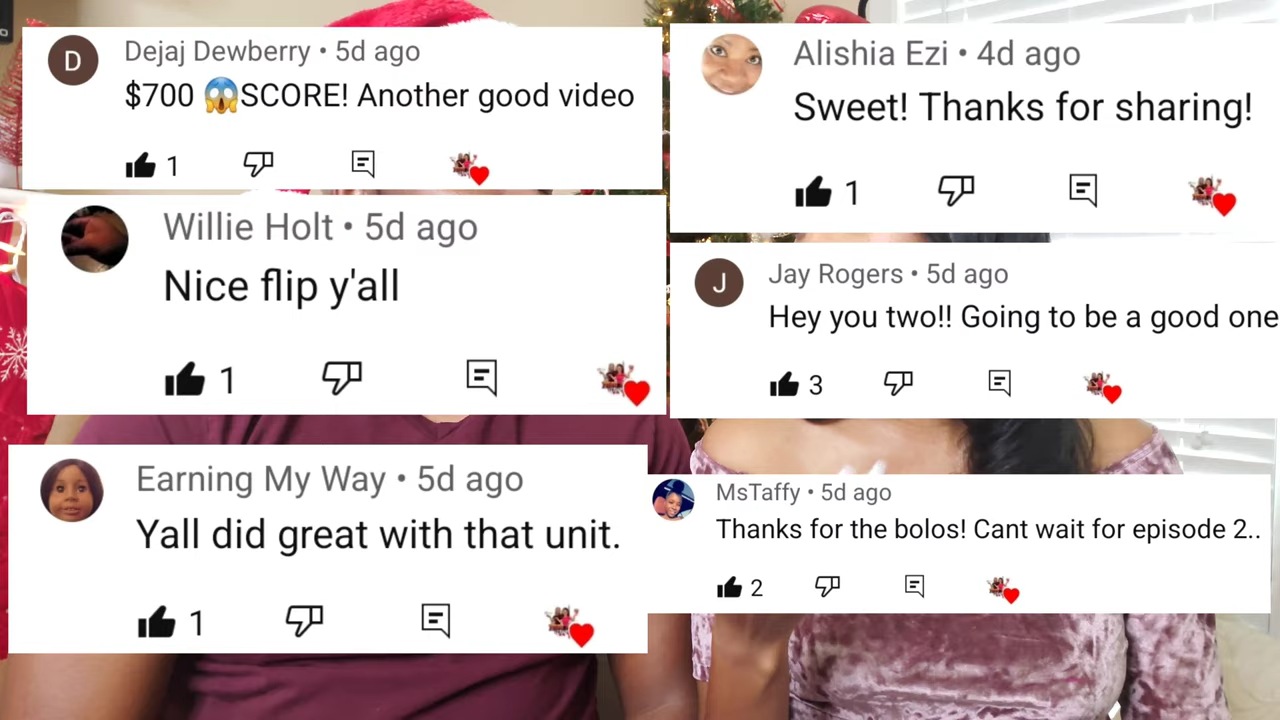 D
Dejaj Dewberry • 5d ago
$700 😱SCORE! Another good video
1
Willie Holt • 5d ago
Nice flip y'all
1
Earning My Way • 5d ago
Yall did great with that unit.
1
Alishia Ezi • 4d ago
Sweet! Thanks for sharing!
1
J
Jay Rogers • 5d ago
Hey you two!! Going to be a good one
3
MsTaffy • 5d ago
Thanks for the bolos! Cant wait for episode 2..
2